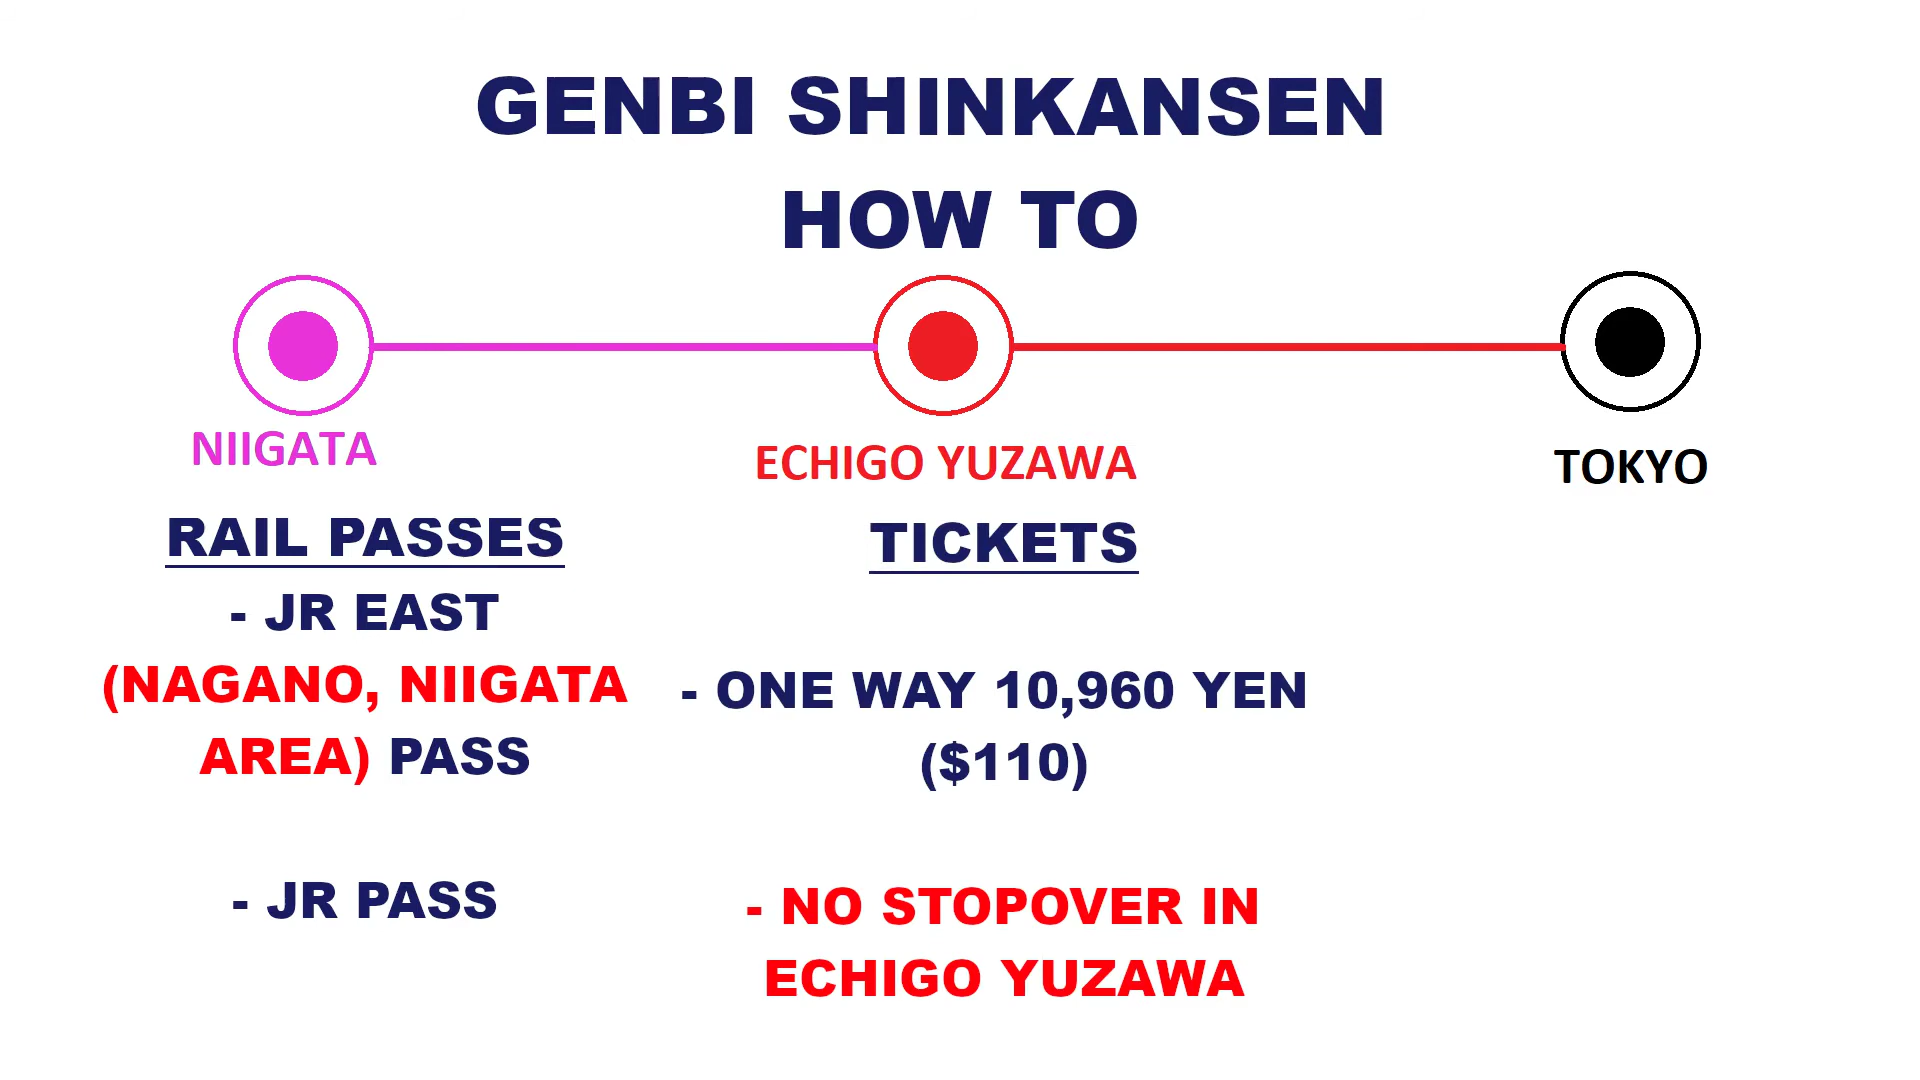 GENBI SHINKANSEN
HOW TO
NIIGATA
ECHIGO YUZAWA
TOKYO
RAIL PASSES
- JR EAST
(NAGANO, NIIGATA
AREA) PASS
- JR PASS
TICKETS
- ONE WAY 10,960 YEN
($110)
- NO STOPOVER IN
ECHIGO YUZAWA